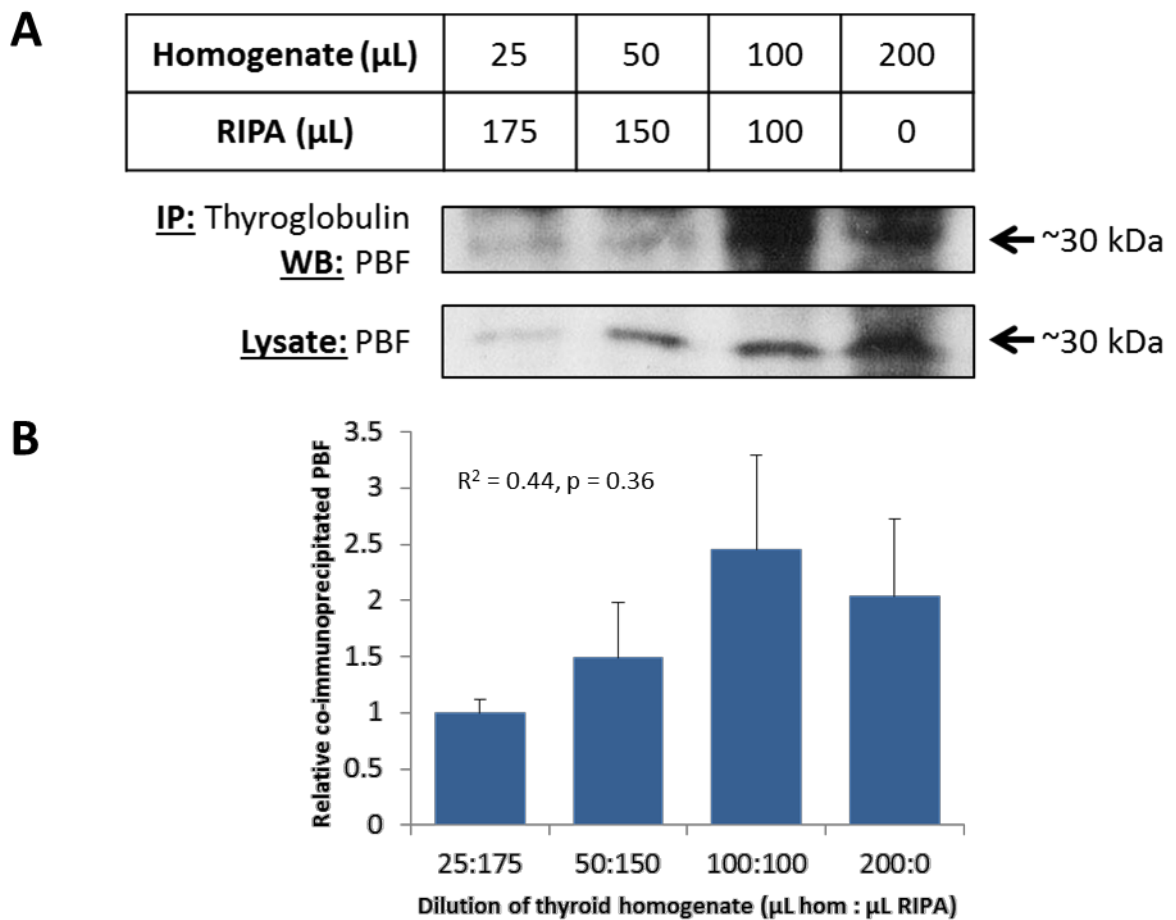 A
Homogenate (µL) 25 50 100 200
RIPA (µL) 175 150 100 0
IP: Thyroglobulin
WB: PBF
~30 kDa
Lysate: PBF
~30 kDa
B
Relative co-immunoprecipitated PBF
3.5
3
2.5
2
1.5
1
0.5
0
R² = 0.44, p = 0.36
25:175 50:150 100:100 200:0
Dilution of thyroid homogenate (µL hom : µL RIPA)